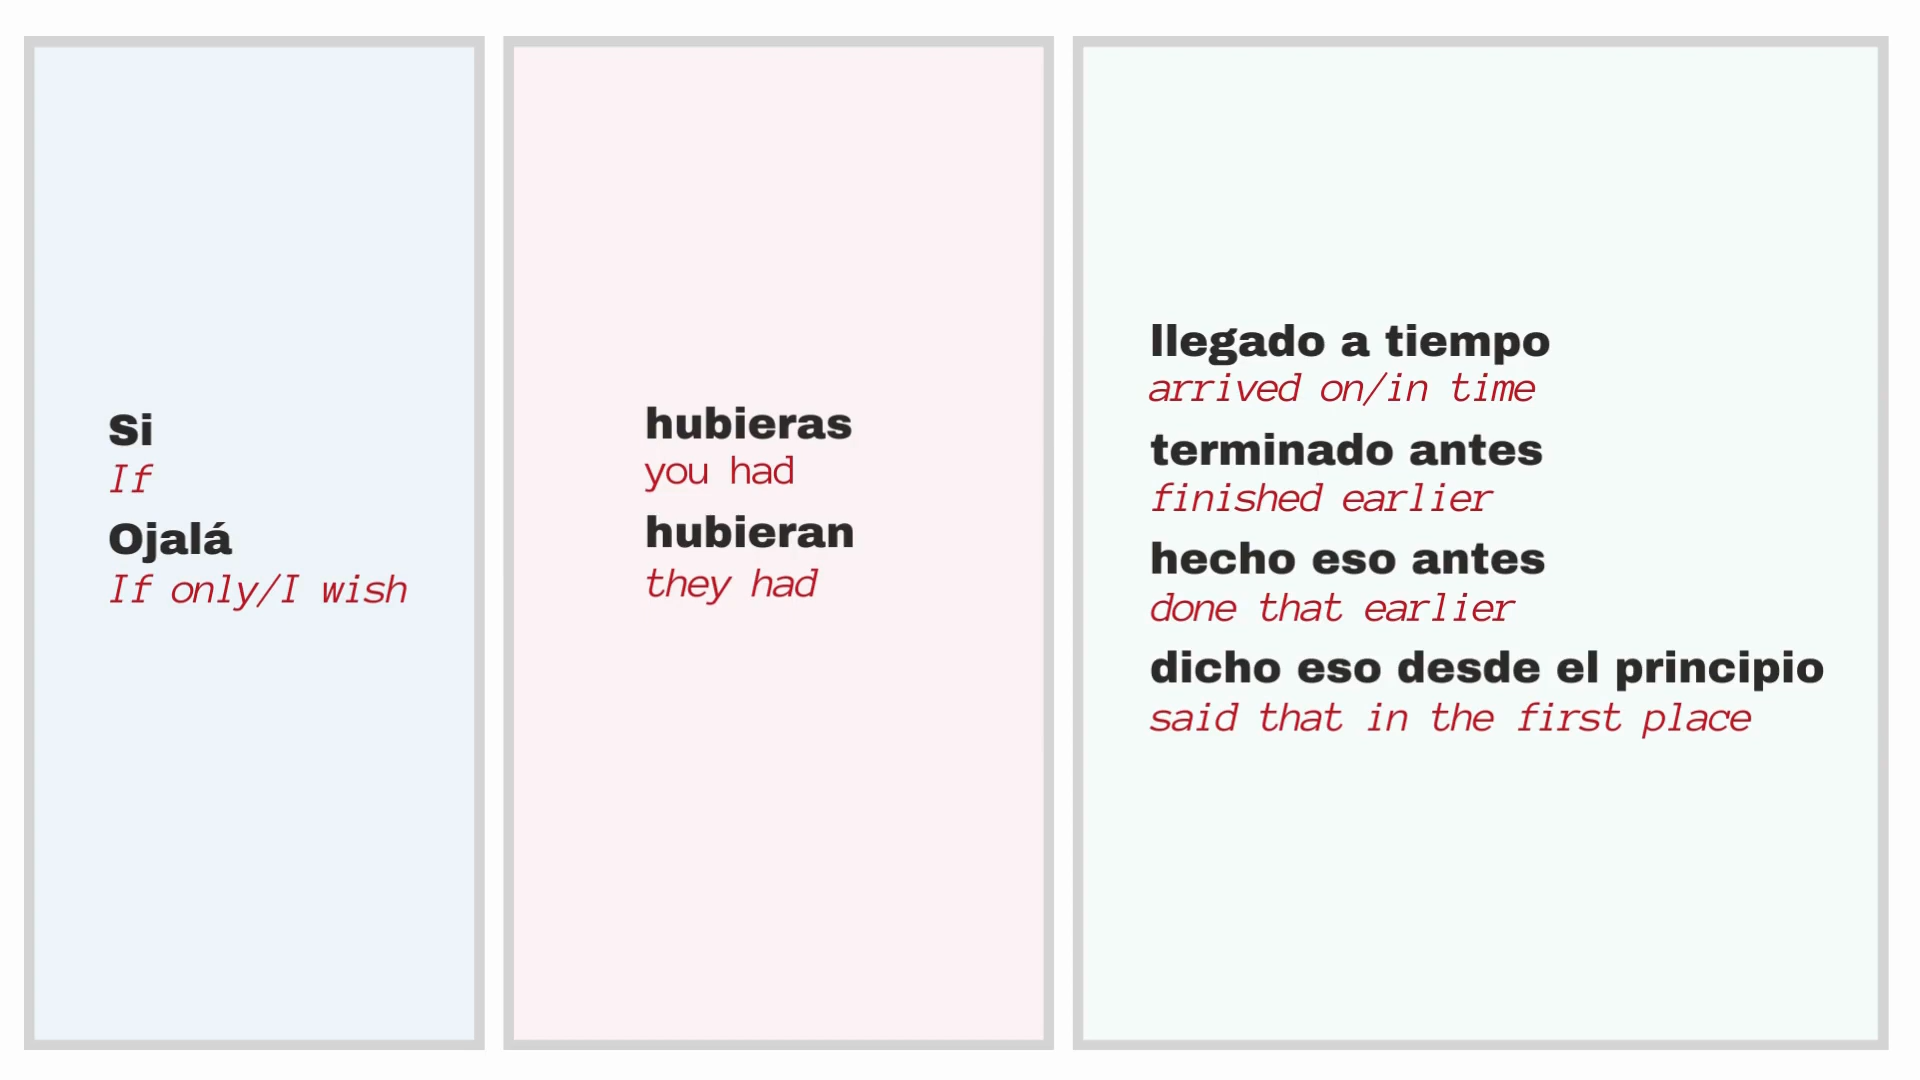 Si
If
Ojalá
If only/I wish
hubieras
you had
hubieran
they had
llegado a tiempo
arrived on/in time
terminado antes
finished earlier
hecho eso antes
done that earlier
dicho eso desde el principio
said that in the first place